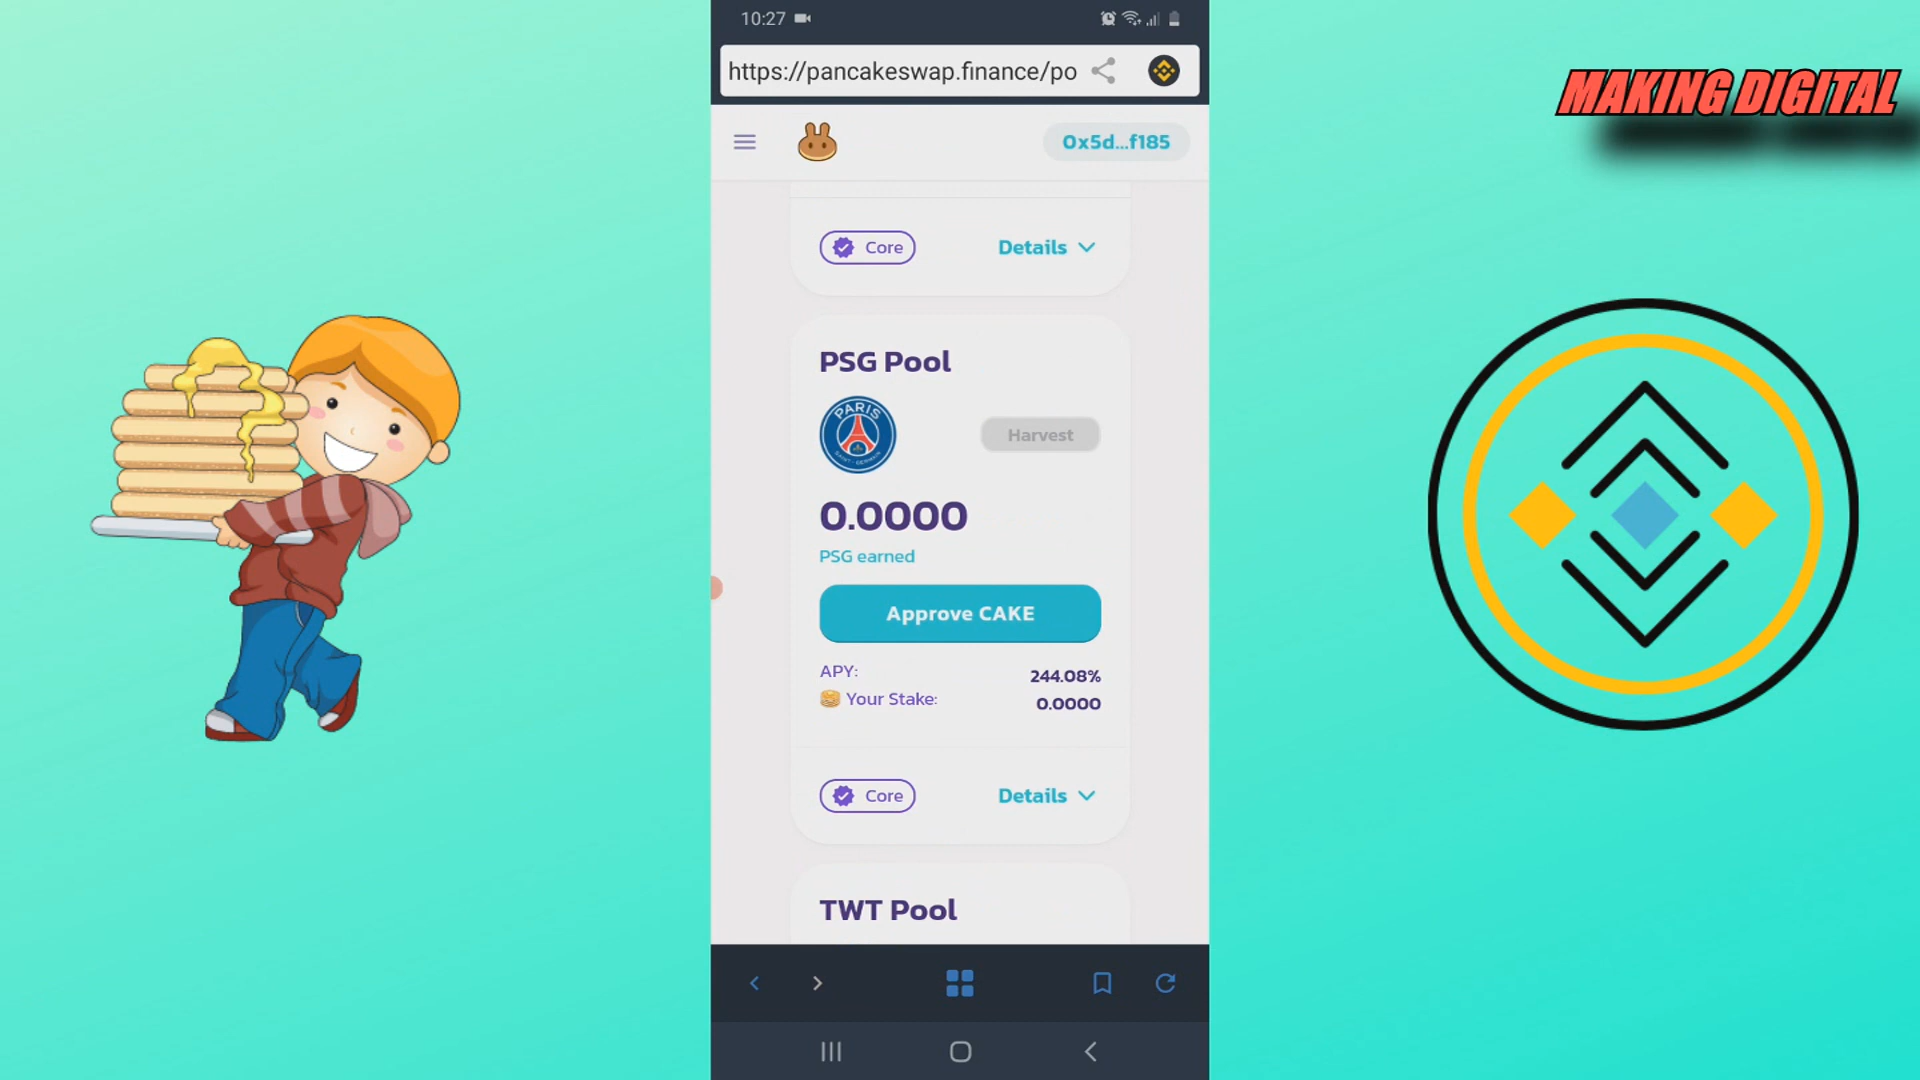 10:27
https://pancakeswap.finance/po
MAKING DIGITAL
0x5d...f185
Core
Details
PSG Pool
PARIS
SAINT-GERMAIN
Harvest
0.0000
PSG earned
Approve CAKE
APY:
244.08%
Your Stake:
0.0000
Core
Details
TWT Pool